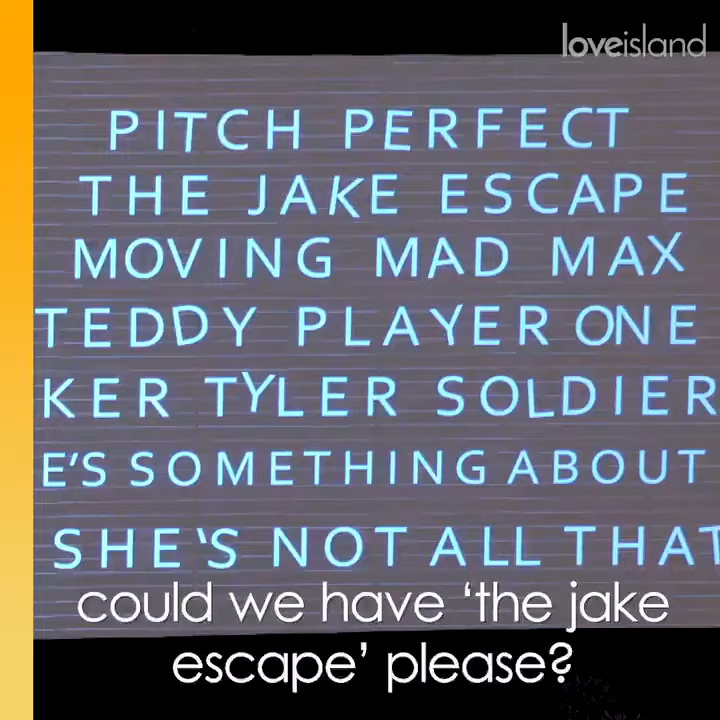 loveisland
PITCH PERFECT
THE JAKE ESCAPE
MOVING MAD MAX
TEDDY PLAYER ONE
KER TYLER SOLDIER
E'S SOMETHING ABOUT
SHE'S NOT ALL THAT
could we have ‘the jake
escape’ please?